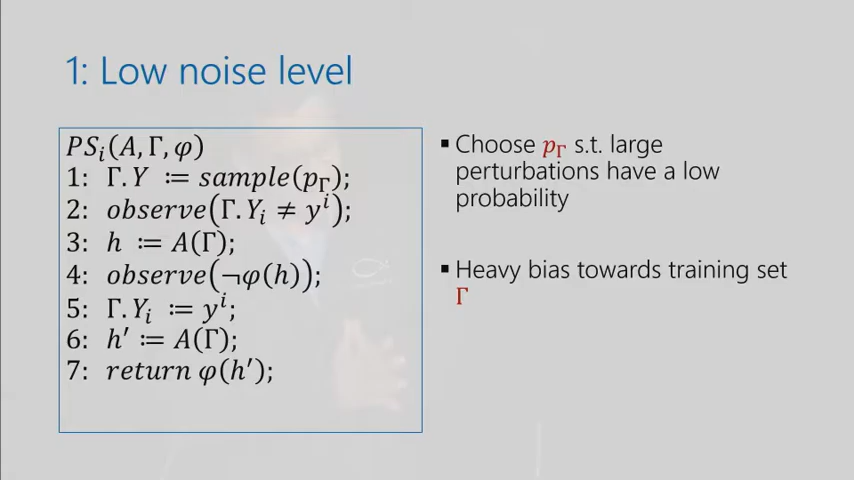 1: Low noise level
PSᵢ(A, Γ, φ)
1: Γ.Y ≔ sample(p_Γ);
2: observe(Γ.Yᵢ ≠ yⁱ);
3: h ≔ A(Γ);
4: observe(¬φ(h));
5: Γ.Yᵢ ≔ yⁱ;
6: h′ ≔ A(Γ);
7: return φ(h′);
▪ Choose p_Γ s.t. large
perturbations have a low
probability
▪ Heavy bias towards training set
Γ